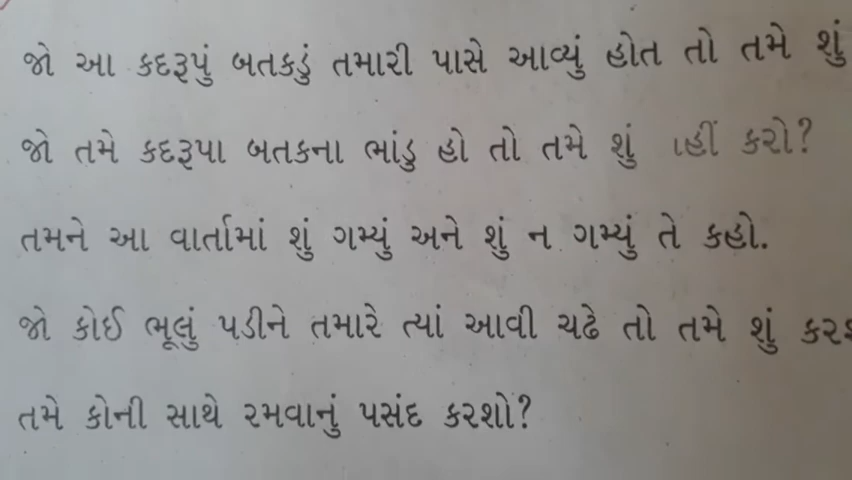 જો આ કદરૂપું બતકડું તમારી પાસે આવ્યું હોત તો તમે શું
જો તમે કદરૂપા બતકના ભાંડુ હો તો તમે શું કરો?
તમને આ વાર્તામાં શું ગમ્યું અને શું ન ગમ્યું તે કહો.
જો કોઈ ભૂલું પડીને તમારે ત્યાં આવી ચઢે તો તમે શું
તમે કોની સાથે રમવાનું પસંદ કરશો?